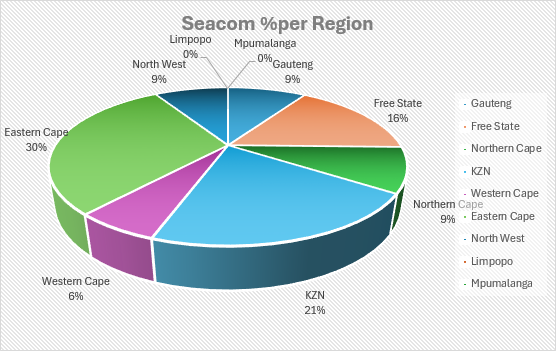 Seacom %per Region
Limpopo
0%
Mpumalanga
0%
North West
9%
Gauteng
9%
Free State
16%
Eastern Cape
30%
Northern Cape
9%
Western Cape
6%
KZN
21%
Gauteng
Free State
Northern Cape
KZN
Western Cape
Eastern Cape
North West
Limpopo
Mpumalanga